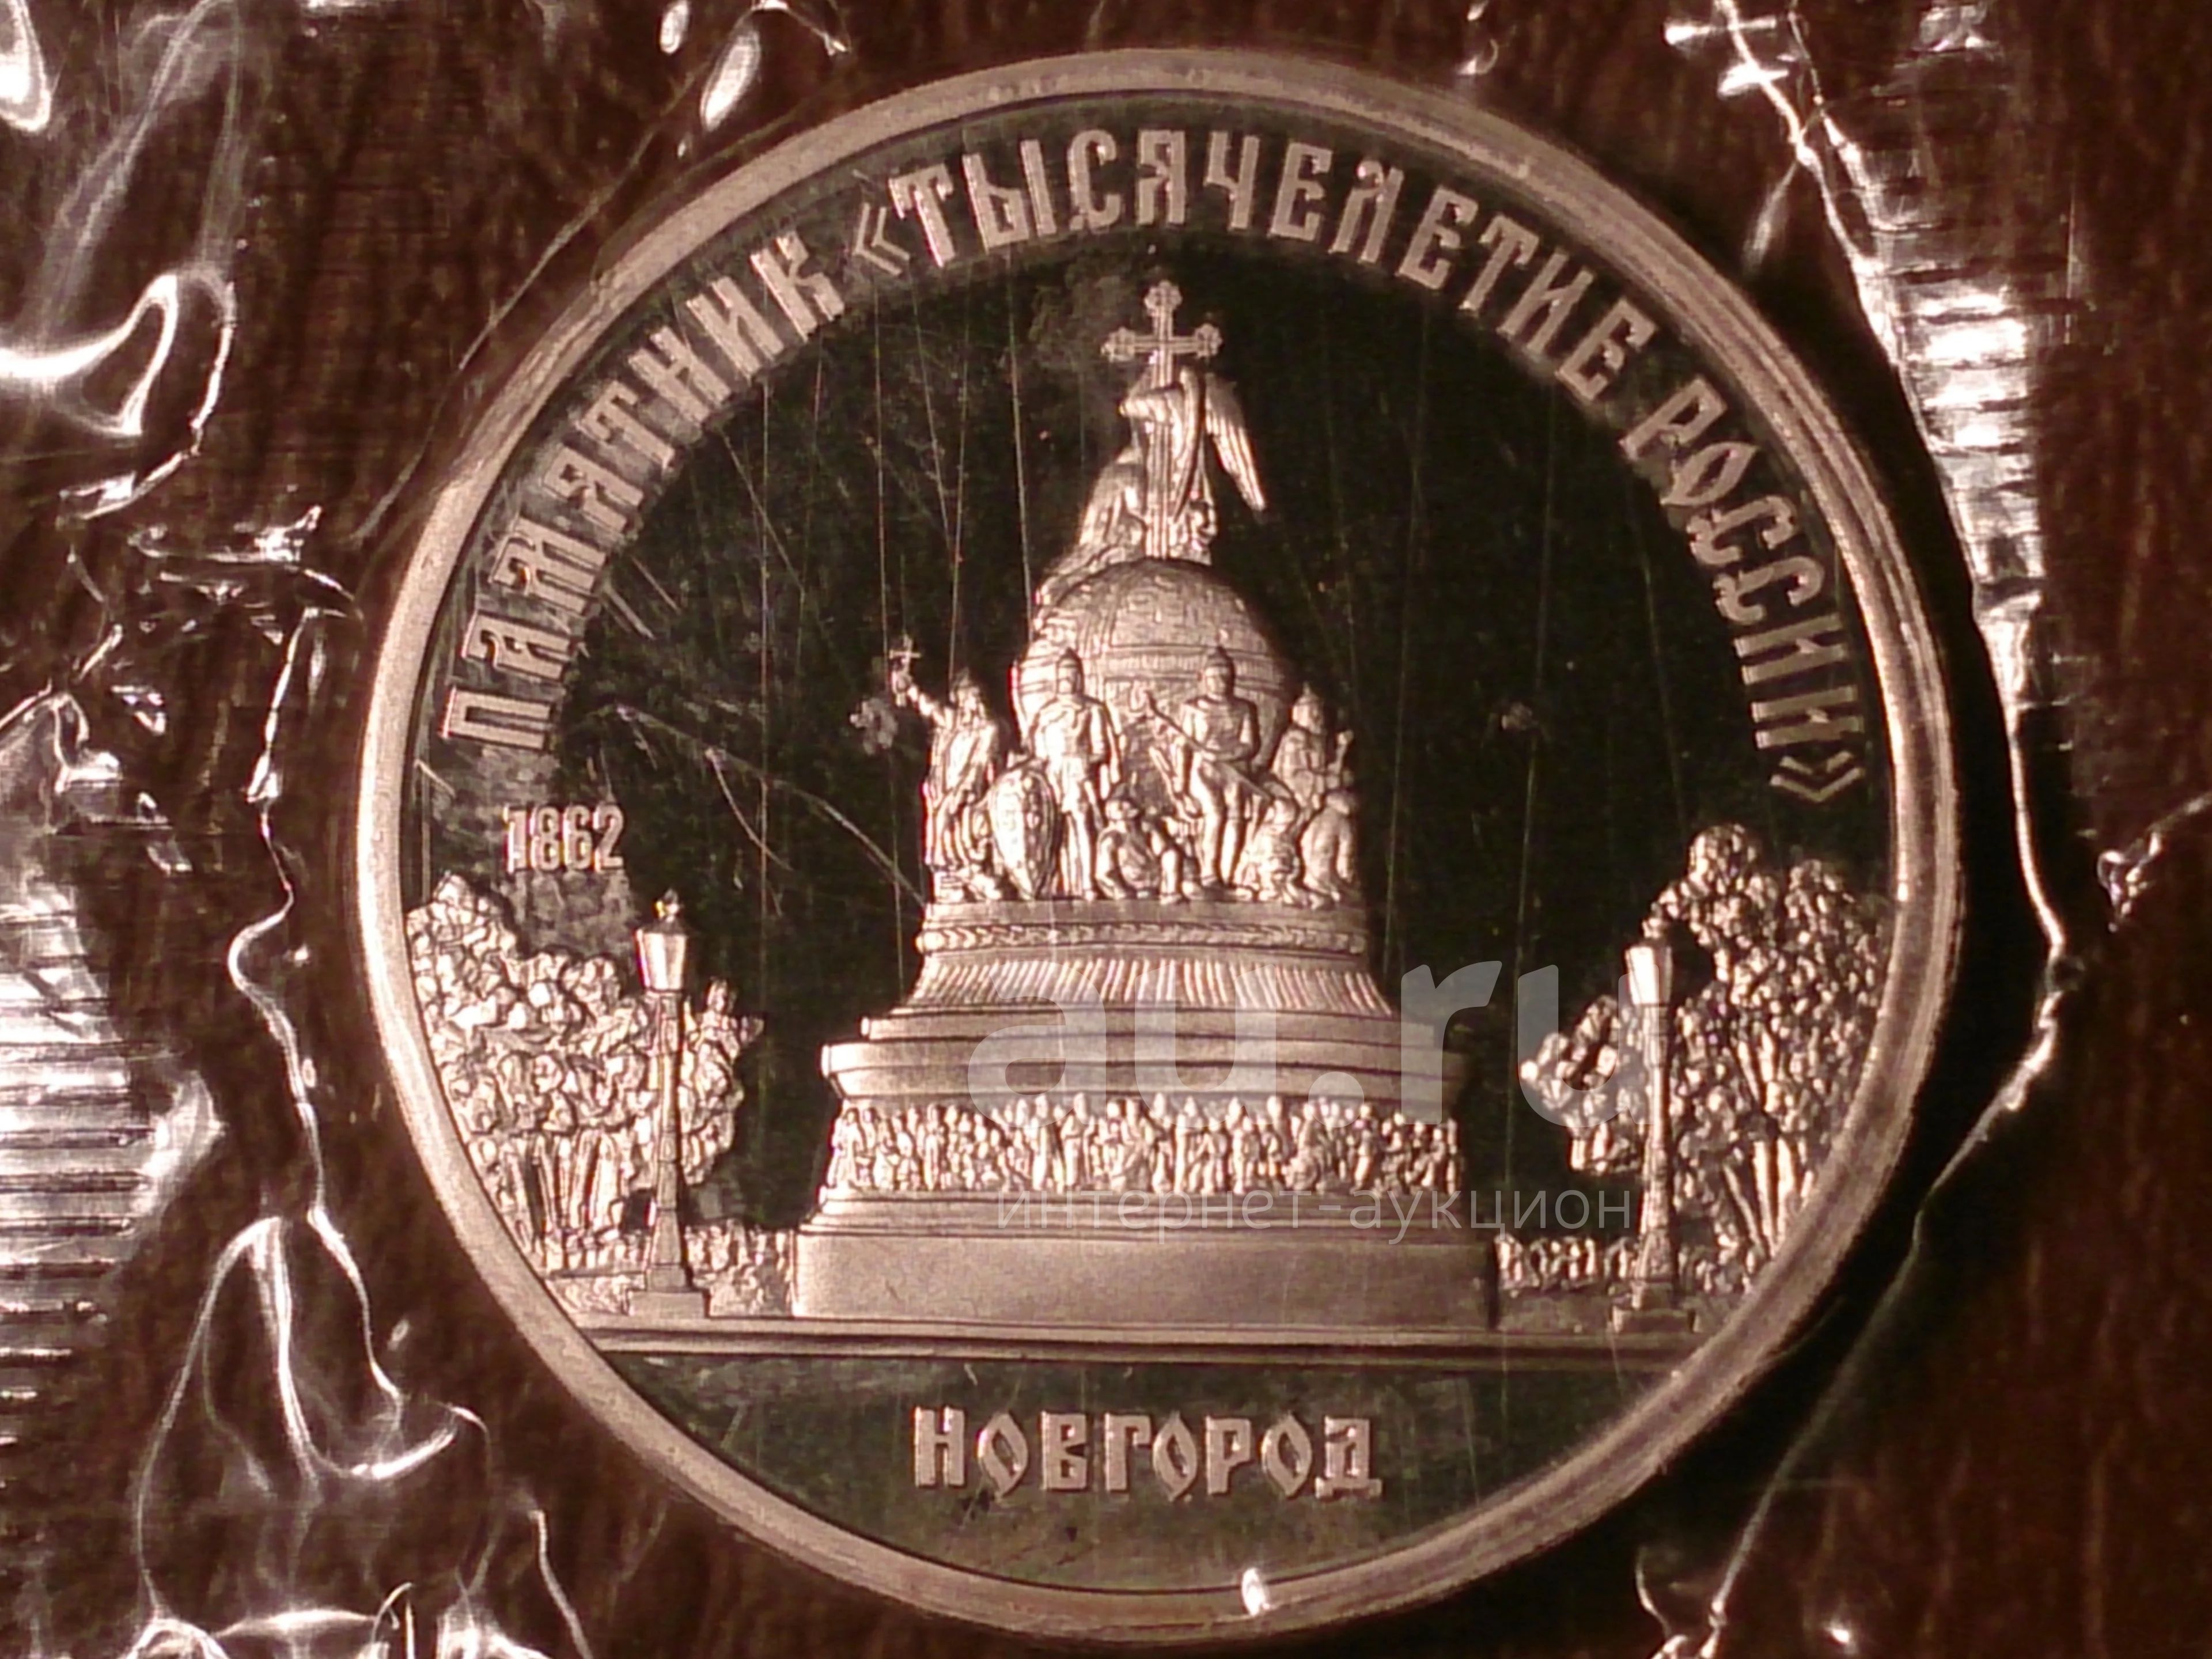 ПАМЯТНИК «ТЫСЯЧЕЛЕТИЕ РОССИИ»
1862
au.ru
интернет-аукцион
НОВГОРОД